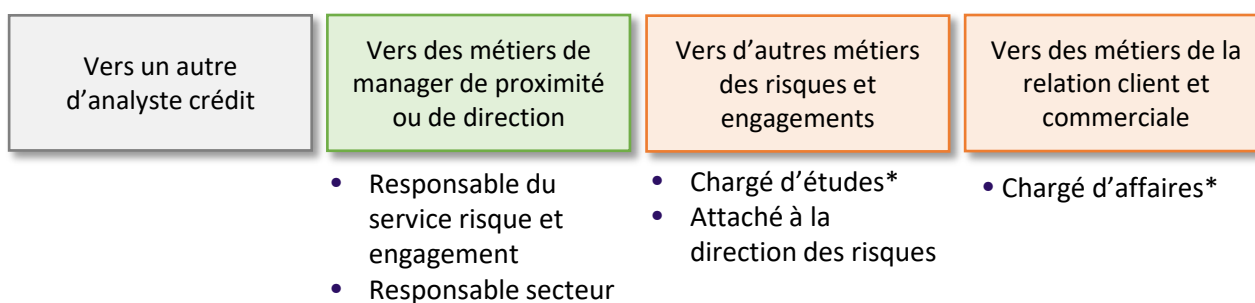 Vers un autre
d'analyste crédit
Vers des métiers de
manager de proximité
ou de direction
Vers d'autres métiers
des risques et
engagements
Vers des métiers de la
relation client et
commerciale
• Responsable du
service risque et
engagement
• Responsable secteur
• Chargé d'études*
• Attaché à la
direction des risques
• Chargé d'affaires*